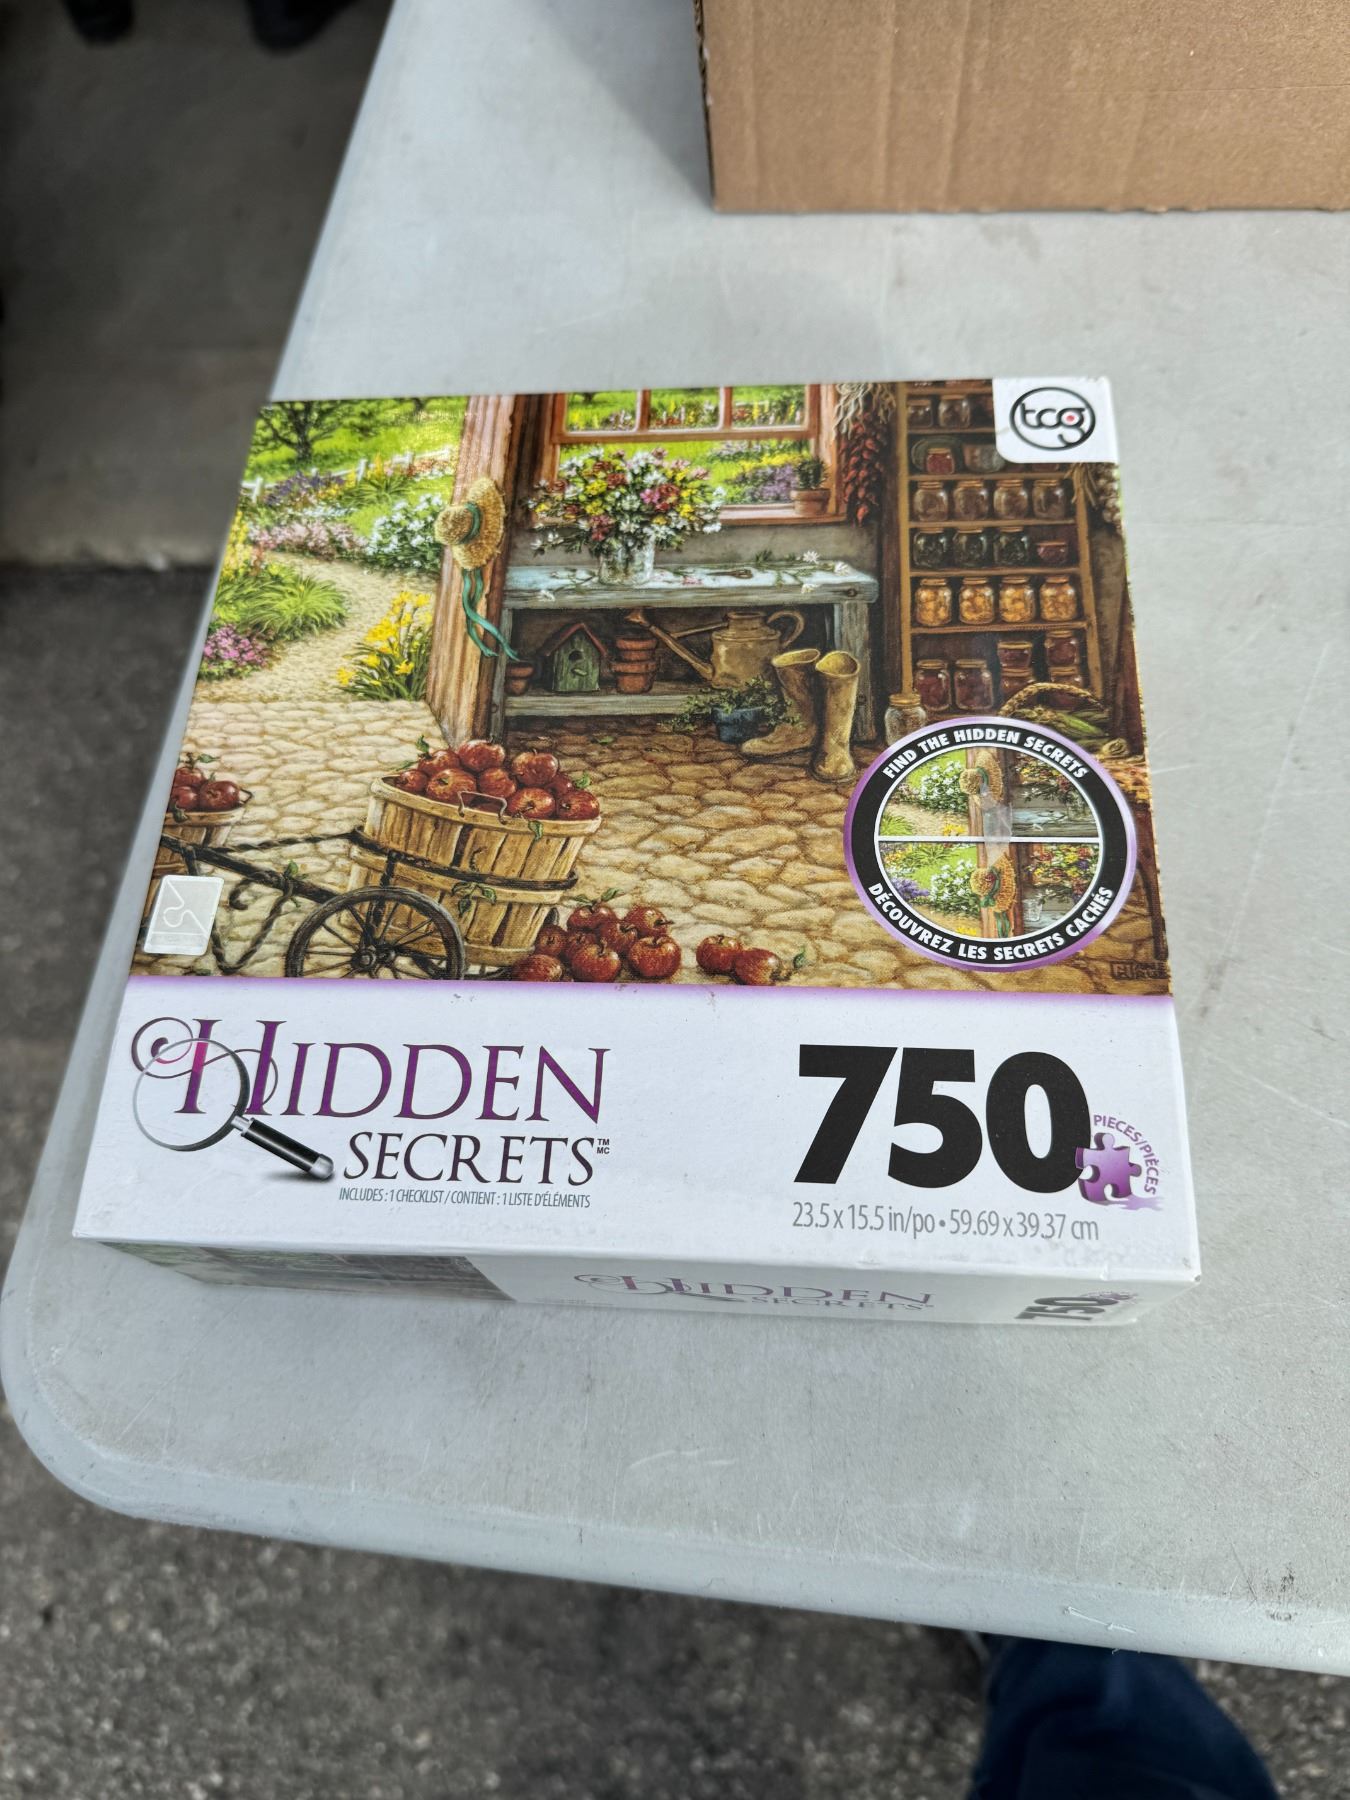 tcg
FIND THE HIDDEN SECRETS
DÉCOUVREZ LES SECRETS CACHÉS
HIDDEN
SECRETS™ MC
INCLUDES : 1 CHECKLIST / CONTIENT : 1 LISTE D'ÉLÉMENTS
750
PIECES/PIÈCES
23.5 x 15.5 in/po • 59.69 x 39.37 cm
HIDDEN
SECRETS
750